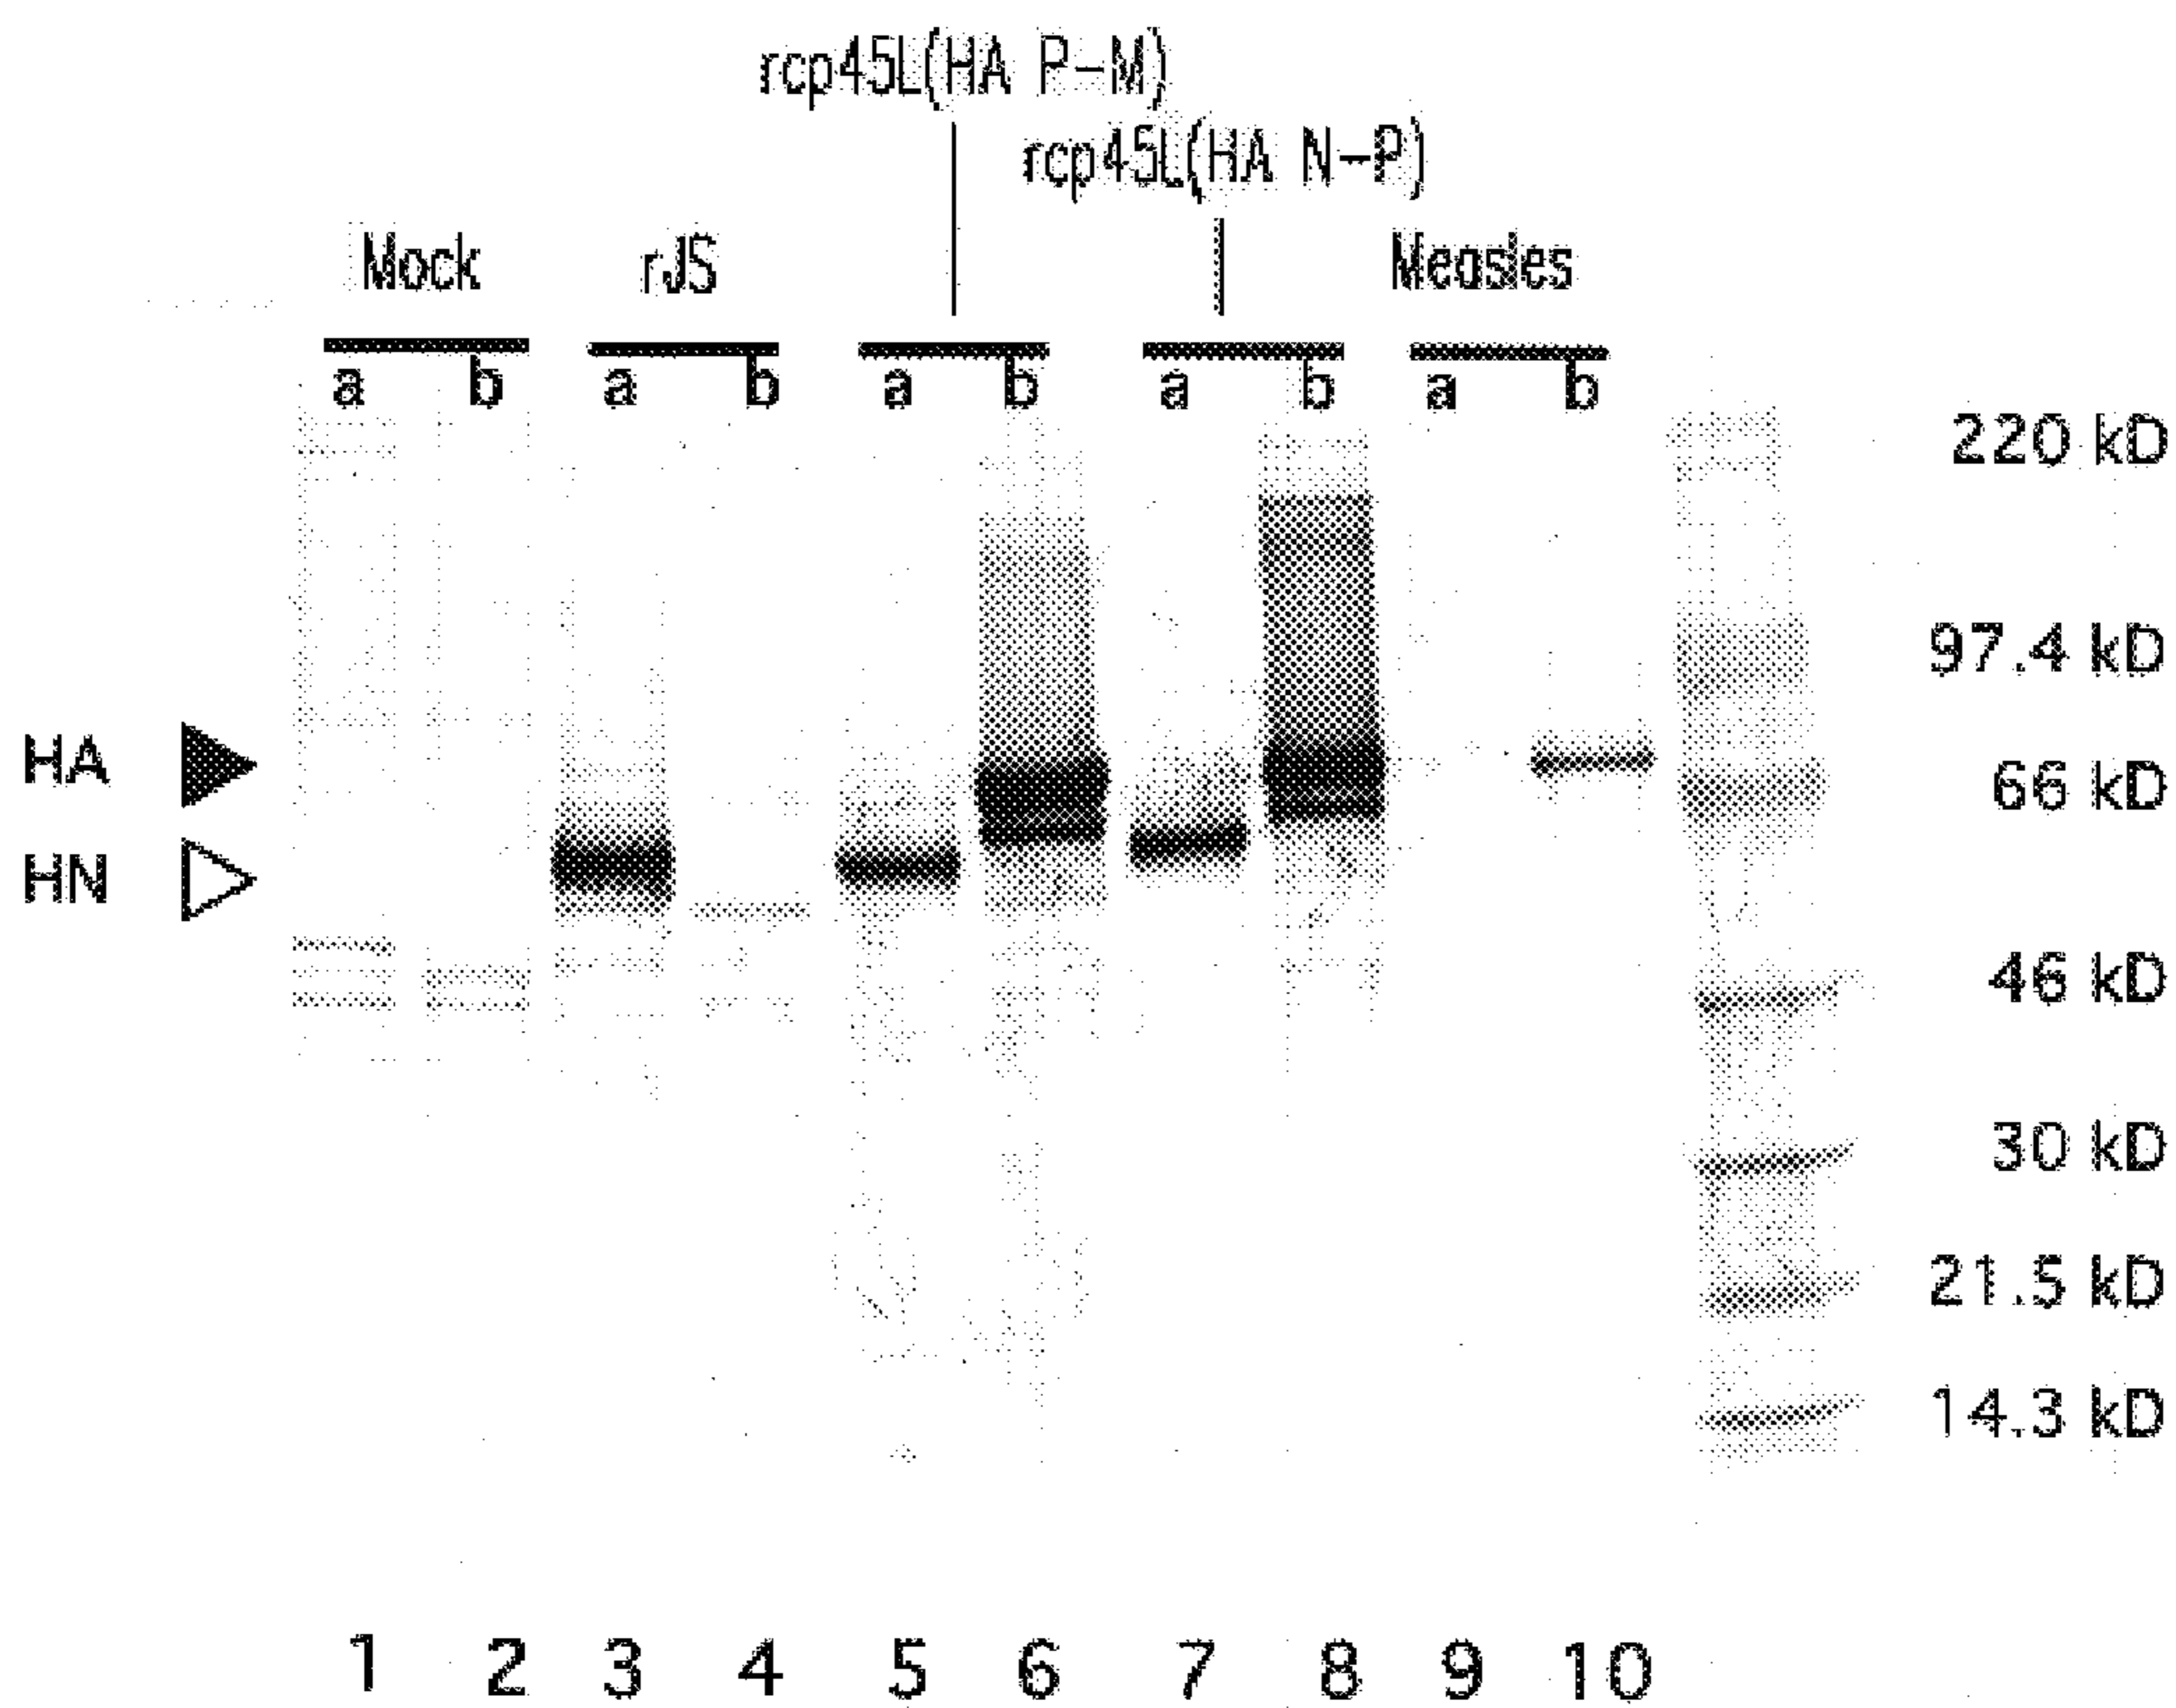 rcp45L(HA P-M)
rcp45L(HA N-P)
Mock rJS Measles
a b a b a b a b a b
220 kD
97.4 kD
HA 66 kD
HN
46 kD
30 kD
21.5 kD
14.3 kD
1 2 3 4 5 6 7 8 9 10